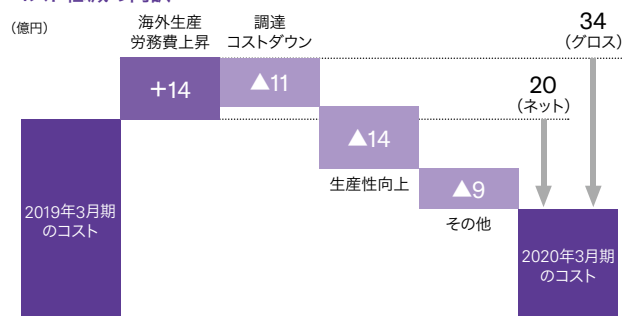 (億円)
海外生産
労務費上昇
調達
コストダウン
34
(グロス)
+14
▲11
20
(ネット)
▲14
生産性向上
▲9
その他
2019年3月期
のコスト
2020年3月期
のコスト